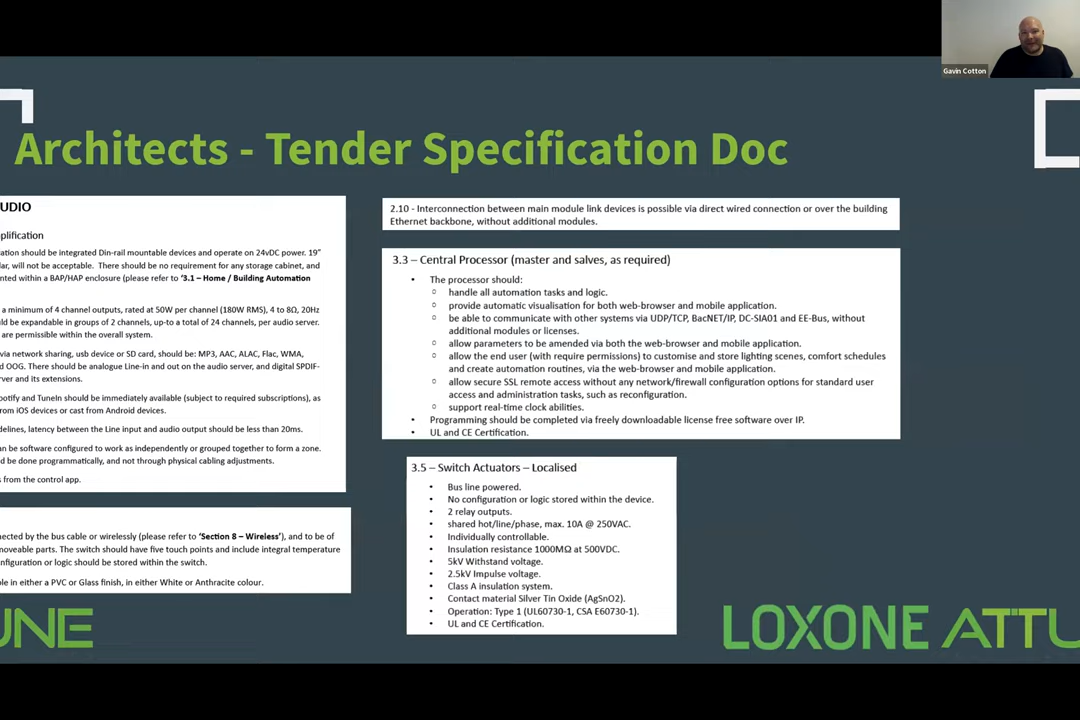 Gavin Cotton
Architects - Tender Specification Doc
UDIO
plification
ation should be integrated Din-rail mountable devices and operate on 24vDC power. 19"
lar, will not be acceptable. There should be no requirement for any storage cabinet, and
nted within a BAP/HAP enclosure (please refer to '3.1 – Home / Building Automation
a minimum of 4 channel outputs, rated at 50W per channel (180W RMS), 4 to 8Ω, 20Hz
uld be expandable in groups of 2 channels, up-to a total of 24 channels, per audio server.
are permissible within the overall system.
via network sharing, usb device or SD card, should be: MP3, AAC, ALAC, Flac, WMA,
d OOG. There should be analogue Line-in and out on the audio server, and digital SPDIF-
rver and its extensions.
potify and TuneIn should be immediately available (subject to required subscriptions), as
from iOS devices or cast from Android devices.
delines, latency between the Line input and audio output should be less than 20ms.
an be software configured to work as independently or grouped together to form a zone.
d be done programmatically, and not through physical cabling adjustments.
s from the control app.
nected by the bus cable or wirelessly (please refer to 'Section 8 – Wireless'), and to be of
moveable parts. The switch should have five touch points and include integral temperature
nfiguration or logic should be stored within the switch.
ble in either a PVC or Glass finish, in either White or Anthracite colour.
2.10 - Interconnection between main module link devices is possible via direct wired connection or over the building
Ethernet backbone, without additional modules.
3.3 – Central Processor (master and salves, as required)
• The processor should:
○ handle all automation tasks and logic.
○ provide automatic visualisation for both web-browser and mobile application.
○ be able to communicate with other systems via UDP/TCP, BacNET/IP, DC-SIA01 and EE-Bus, without
additional modules or licenses.
○ allow parameters to be amended via both the web-browser and mobile application.
○ allow the end user (with require permissions) to customise and store lighting scenes, comfort schedules
and create automation routines, via the web-browser and mobile application.
○ allow secure SSL remote access without any network/firewall configuration options for standard user
access and administration tasks, such as reconfiguration.
○ support real-time clock abilities.
• Programming should be completed via freely downloadable license free software over IP.
• UL and CE Certification.
3.5 – Switch Actuators – Localised
• Bus line powered.
• No configuration or logic stored within the device.
• 2 relay outputs.
• shared hot/line/phase, max. 10A @ 250VAC.
• Individually controllable.
• Insulation resistance 1000MΩ at 500VDC.
• 5kV Withstand voltage.
• 2.5kV Impulse voltage.
• Class A insulation system.
• Contact material Silver Tin Oxide (AgSnO2).
• Operation: Type 1 (UL60730-1, CSA E60730-1).
• UL and CE Certification.
UNE
LOXONE ATTU